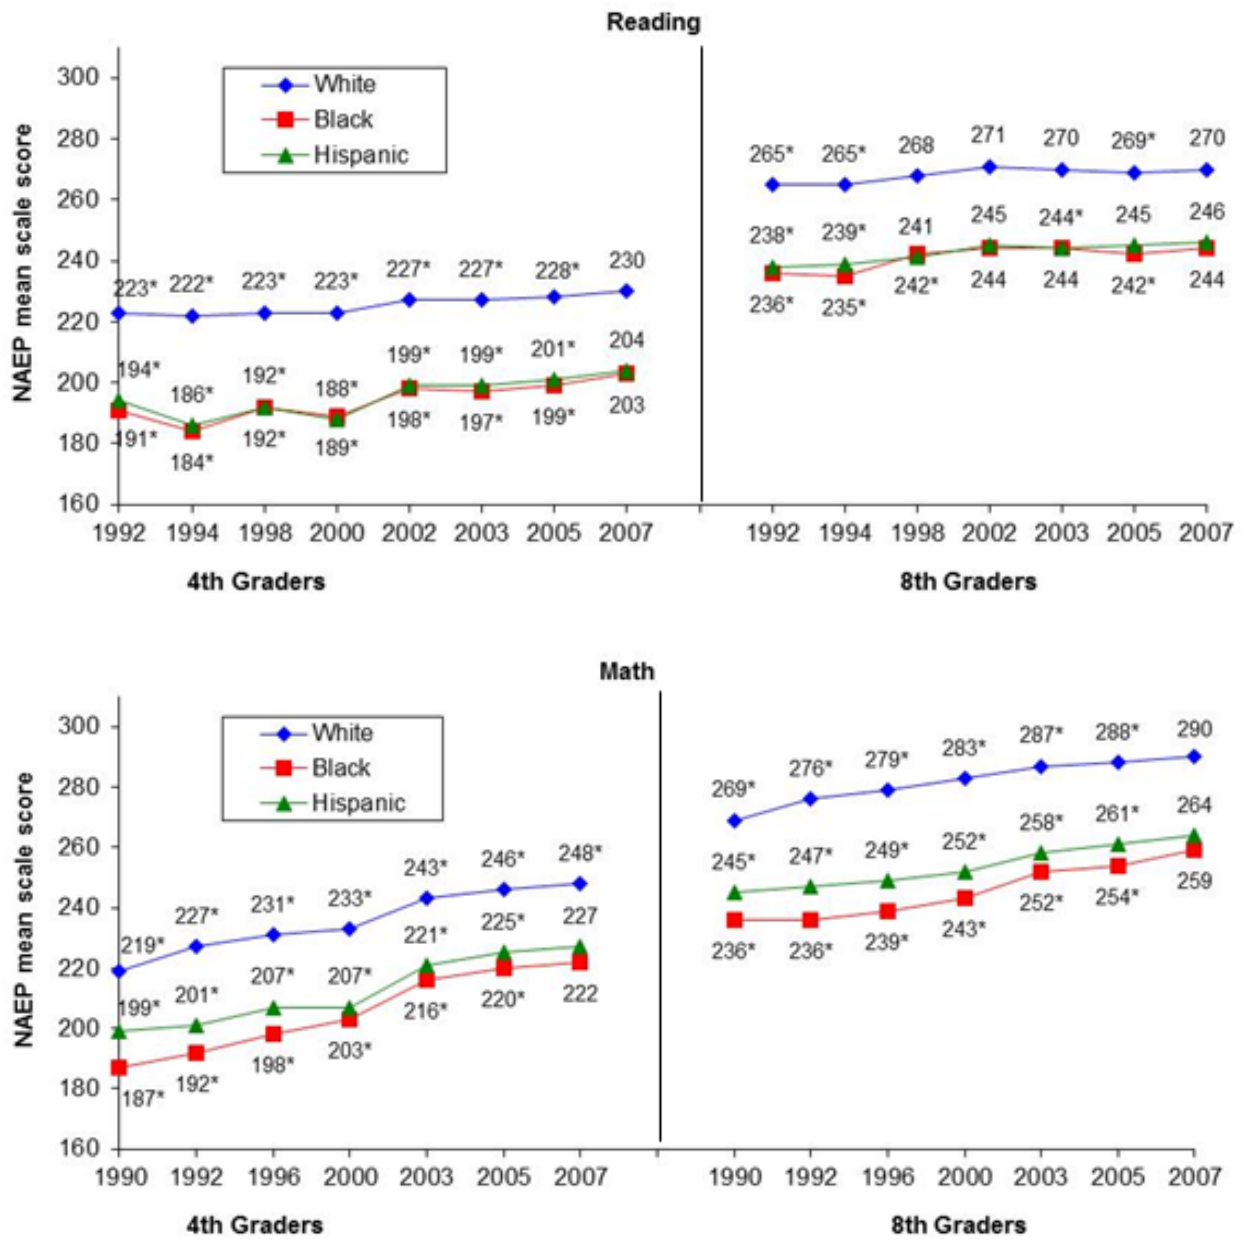 Reading
NAEP mean scale score
300
280
260
240
220
200
180
160
White
Black
Hispanic
223* 222* 223* 223* 227* 227* 228* 230
194* 186* 192* 188* 199* 199* 201* 204
191* 184* 192* 189* 198* 197* 199* 203
265* 265* 268 271 270 269* 270
238* 239* 241 245 244* 245 246
236* 235* 242* 244 244 242* 244
1992 1994 1998 2000 2002 2003 2005 2007
1992 1994 1998 2002 2003 2005 2007
4th Graders
8th Graders
Math
NAEP mean scale score
300
280
260
240
220
200
180
160
White
Black
Hispanic
219* 227* 231* 233* 243* 246* 248*
199* 201* 207* 207* 221* 225* 227
187* 192* 198* 203* 216* 220* 222
269* 276* 279* 283* 287* 288* 290
245* 247* 249* 252* 258* 261* 264
236* 236* 239* 243* 252* 254* 259
1990 1992 1996 2000 2003 2005 2007
1990 1992 1996 2000 2003 2005 2007
4th Graders
8th Graders